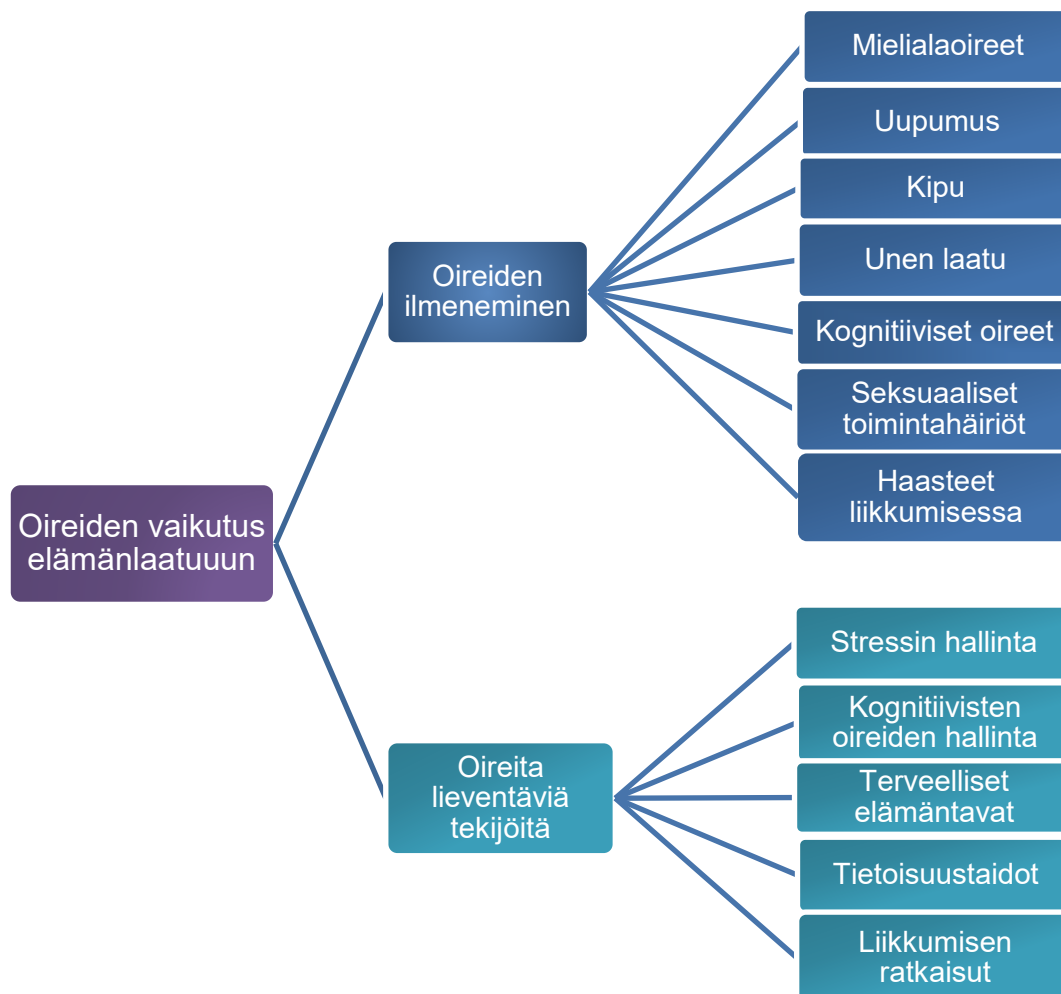 Oireiden vaikutus
elämänlaatuuun
Oireiden
ilmeneminen
Mielialaoireet
Uupumus
Kipu
Unen laatu
Kognitiiviset oireet
Seksuaaliset
toimintahäiriöt
Haasteet
liikkumisessa
Oireita
lieventäviä
tekijöitä
Stressin hallinta
Kognitiivisten
oireiden hallinta
Terveelliset
elämäntavat
Tietoisuustaidot
Liikkumisen
ratkaisut